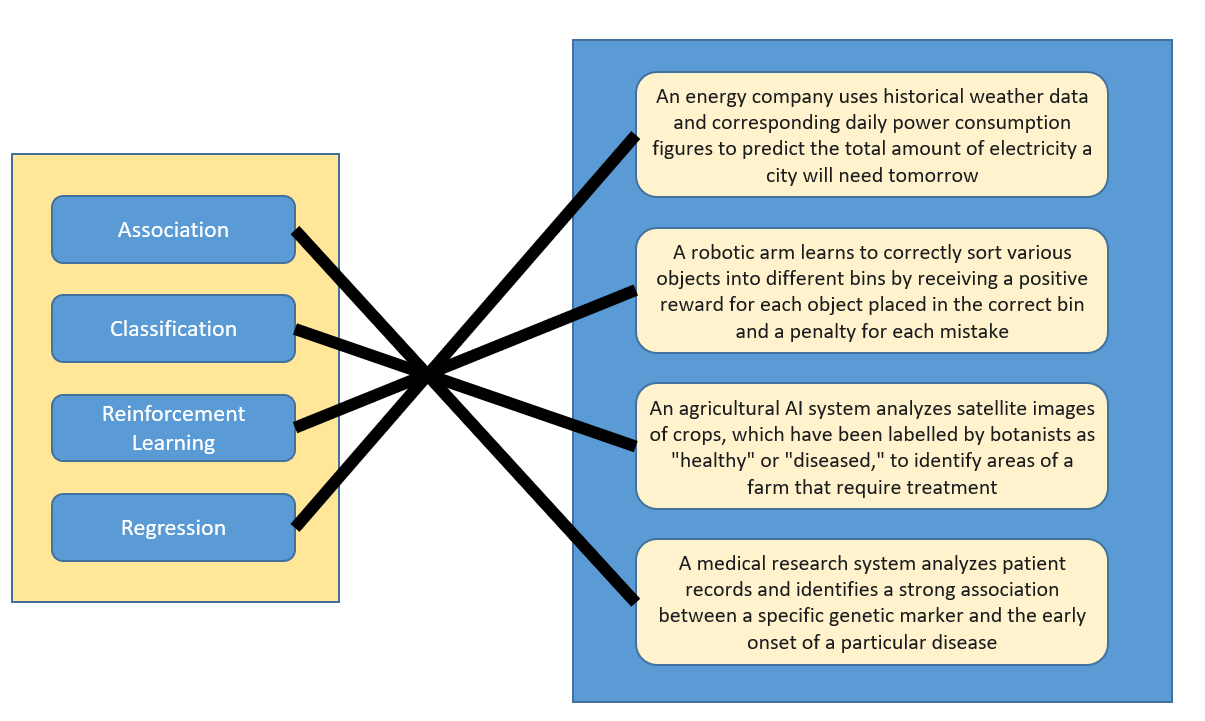 Association
Classification
Reinforcement
Learning
Regression
An energy company uses historical weather data
and corresponding daily power consumption
figures to predict the total amount of electricity a
city will need tomorrow
A robotic arm learns to correctly sort various
objects into different bins by receiving a positive
reward for each object placed in the correct bin
and a penalty for each mistake
An agricultural AI system analyzes satellite images
of crops, which have been labelled by botanists as
"healthy" or "diseased," to identify areas of a
farm that require treatment
A medical research system analyzes patient
records and identifies a strong association
between a specific genetic marker and the early
onset of a particular disease